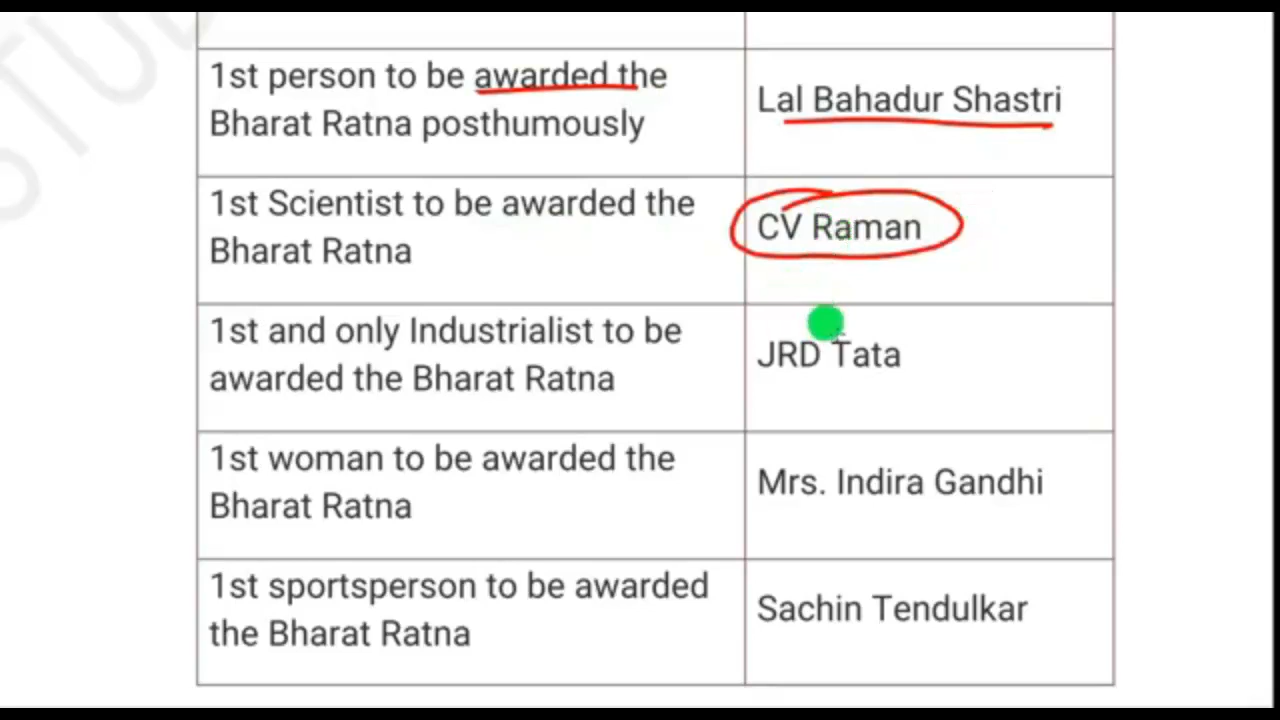 1st person to be awarded the
Bharat Ratna posthumously
Lal Bahadur Shastri
1st Scientist to be awarded the
Bharat Ratna
CV Raman
1st and only Industrialist to be
awarded the Bharat Ratna
JRD Tata
1st woman to be awarded the
Bharat Ratna
Mrs. Indira Gandhi
1st sportsperson to be awarded
the Bharat Ratna
Sachin Tendulkar